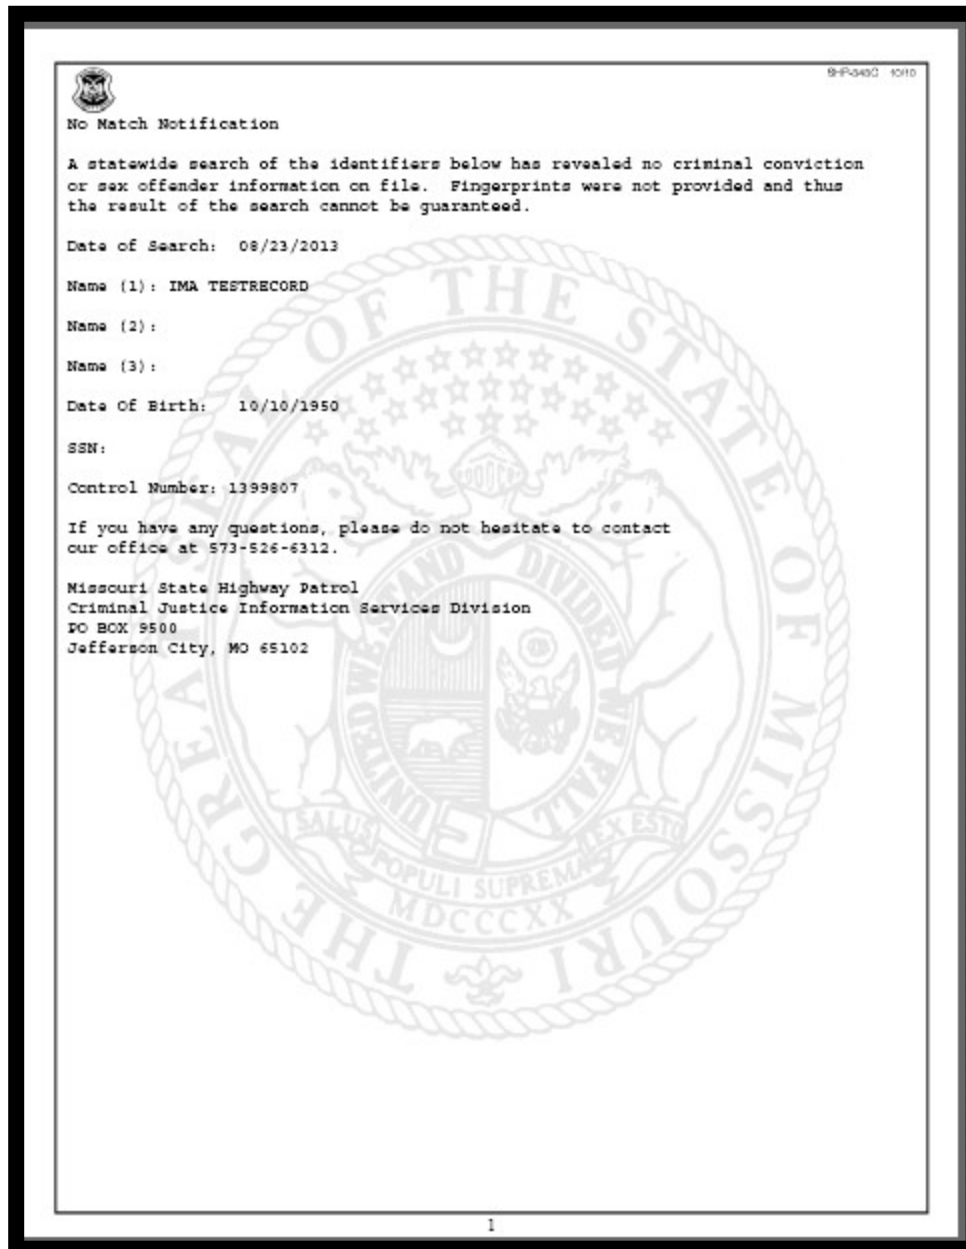 SHP-343C 10/10
No Match Notification
A statewide search of the identifiers below has revealed no criminal conviction
or sex offender information on file. Fingerprints were not provided and thus
the result of the search cannot be guaranteed.
Date of Search: 08/23/2013
Name (1): IMA TESTRECORD
Name (2):
Name (3):
Date Of Birth: 10/10/1950
SSN:
Control Number: 1399807
If you have any questions, please do not hesitate to contact
our office at 573-526-6312.
Missouri State Highway Patrol
Criminal Justice Information Services Division
PO BOX 9500
Jefferson City, MO 65102
THE GREAT SEAL OF THE STATE OF MISSOURI
UNITED WE STAND DIVIDED WE FALL
SALUS POPULI SUPREMA LEX ESTO
MDCCCXX
1